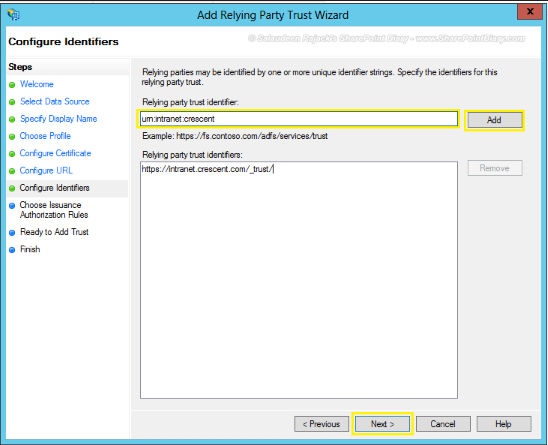 Add Relying Party Trust Wizard
X
Configure Identifiers
© Salaudeen Rajack's SharePoint Diary - www.SharePointDiary.com
Steps
Welcome
Select Data Source
Specify Display Name
Choose Profile
Configure Certificate
Configure URL
Configure Identifiers
Choose Issuance
Authorization Rules
Ready to Add Trust
Finish
Relying parties may be identified by one or more unique identifier strings. Specify the identifiers for this
relying party trust.
Relying party trust identifier:
urn:intranet:crescent
Add
Example: https://fs.contoso.com/adfs/services/trust
Relying party trust identifiers:
https://intranet.crescent.com/_trust/
Remove
< Previous
Next >
Cancel
Help